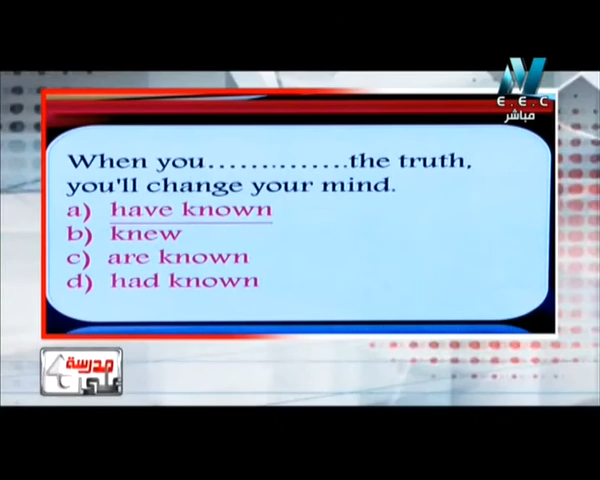 E.E.C
مباشر
When you..............the truth,
you'll change your mind.
a) have known
b) knew
c) are known
d) had known
مدرسة
على